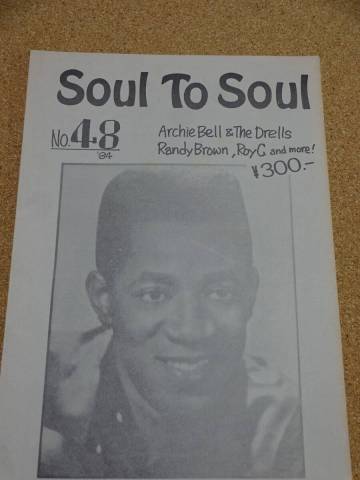 Soul To Soul
No. 48
'84
Archie Bell & The Drells
Randy Brown, Roy C and more!
¥300.-